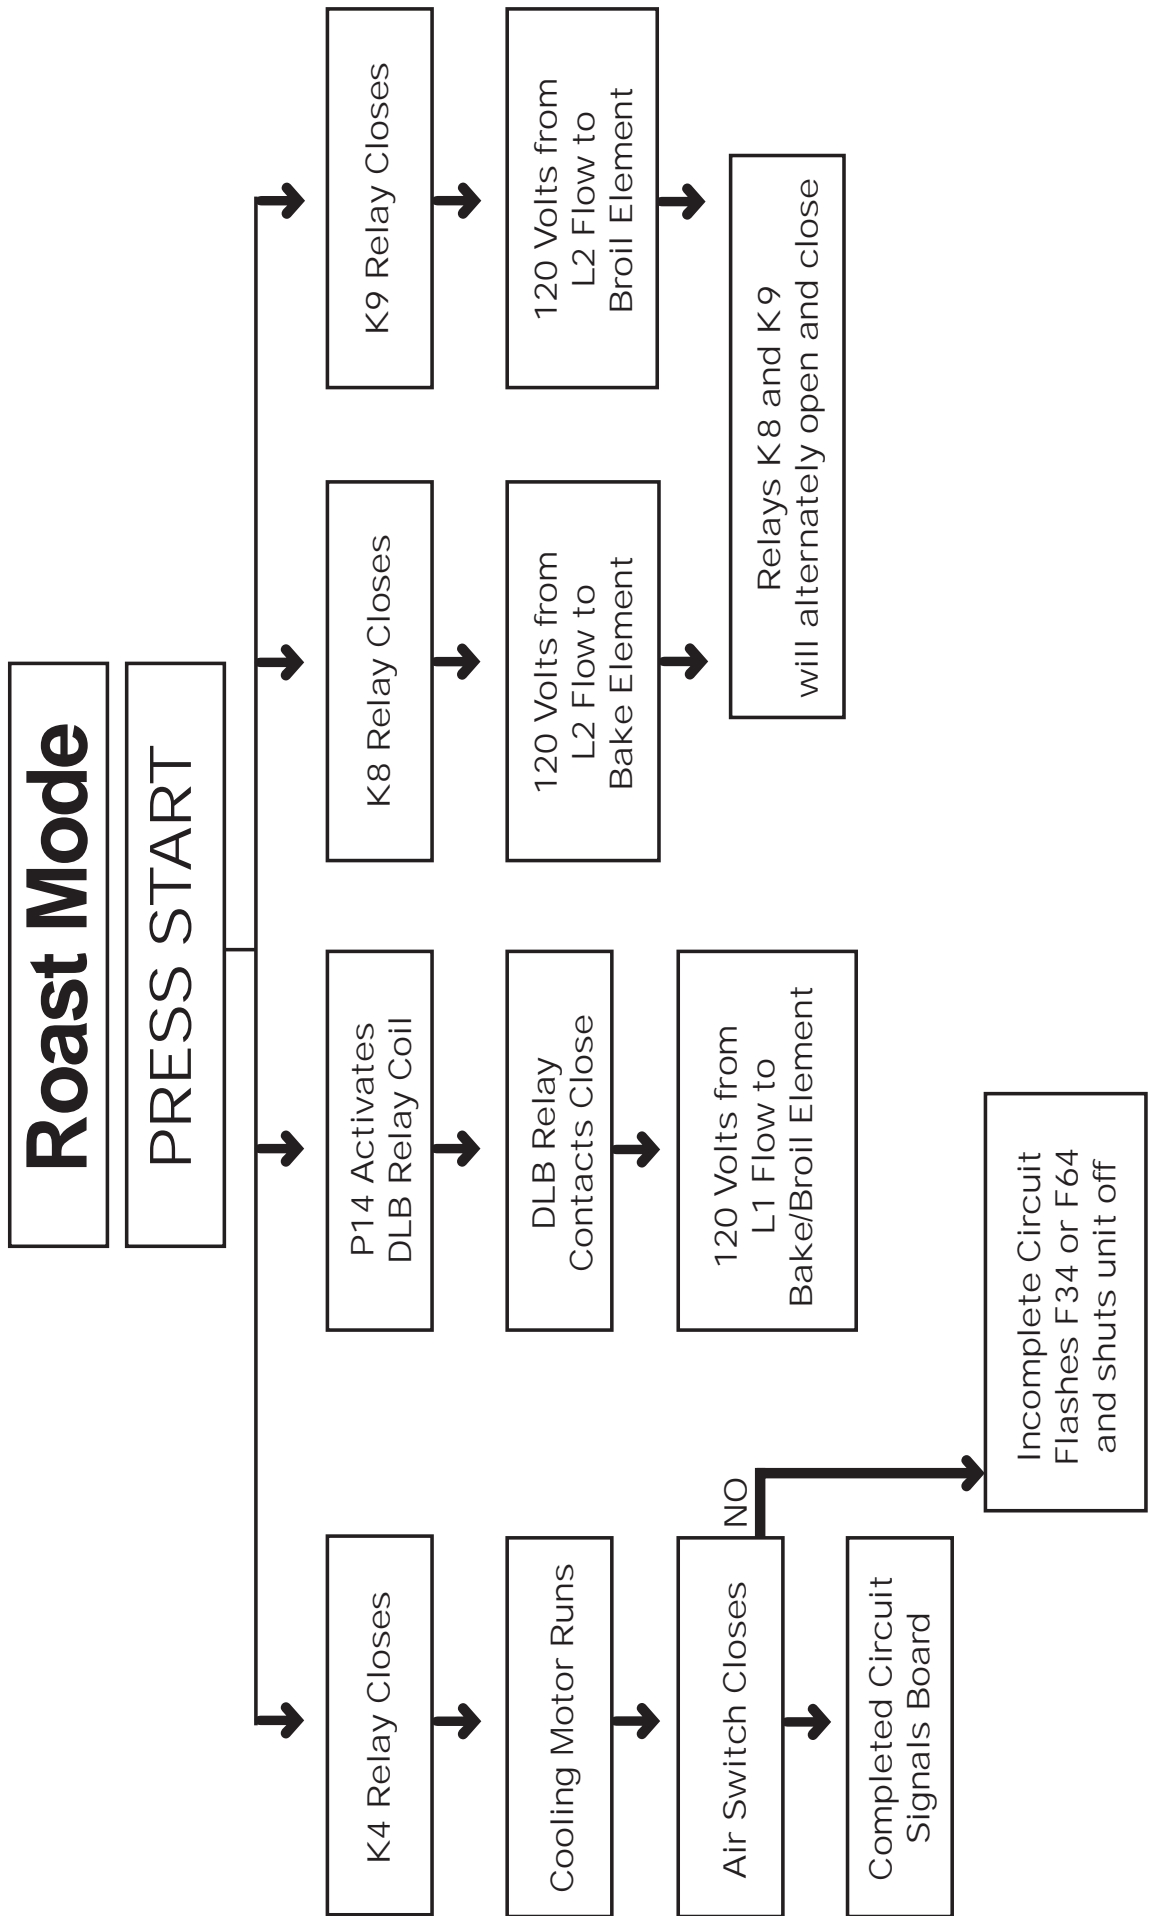 Roast Mode
PRESS START
K4 Relay Closes
Cooling Motor Runs
Air Switch Closes
NO
Completed Circuit
Signals Board
Incomplete Circuit
Flashes F34 or F64
and shuts unit off
P14 Activates
DLB Relay Coil
DLB Relay
Contacts Close
120 Volts from
L1 Flow to
Bake/Broil Element
K8 Relay Closes
120 Volts from
L2 Flow to
Bake Element
K9 Relay Closes
120 Volts from
L2 Flow to
Broil Element
Relays K8 and K9
will alternately open and close